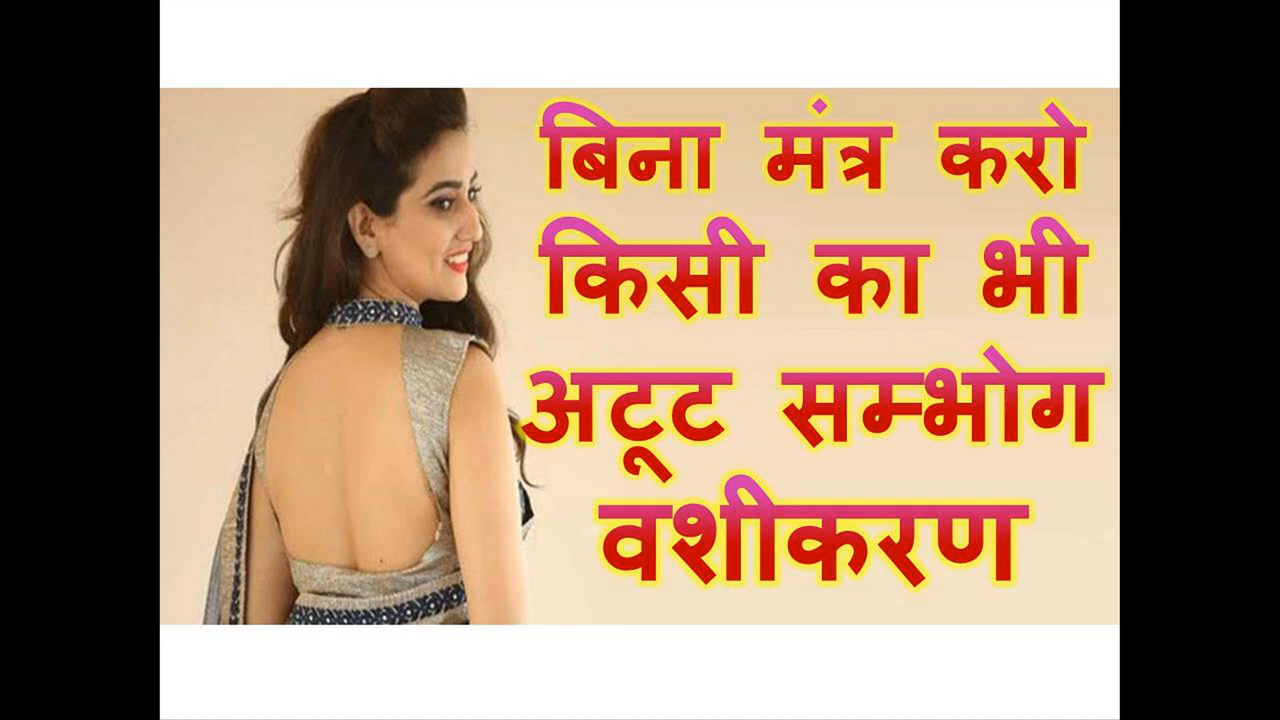 बिना मंत्र करो
किसी का भी
अटूट सम्भोग
वशीकरण